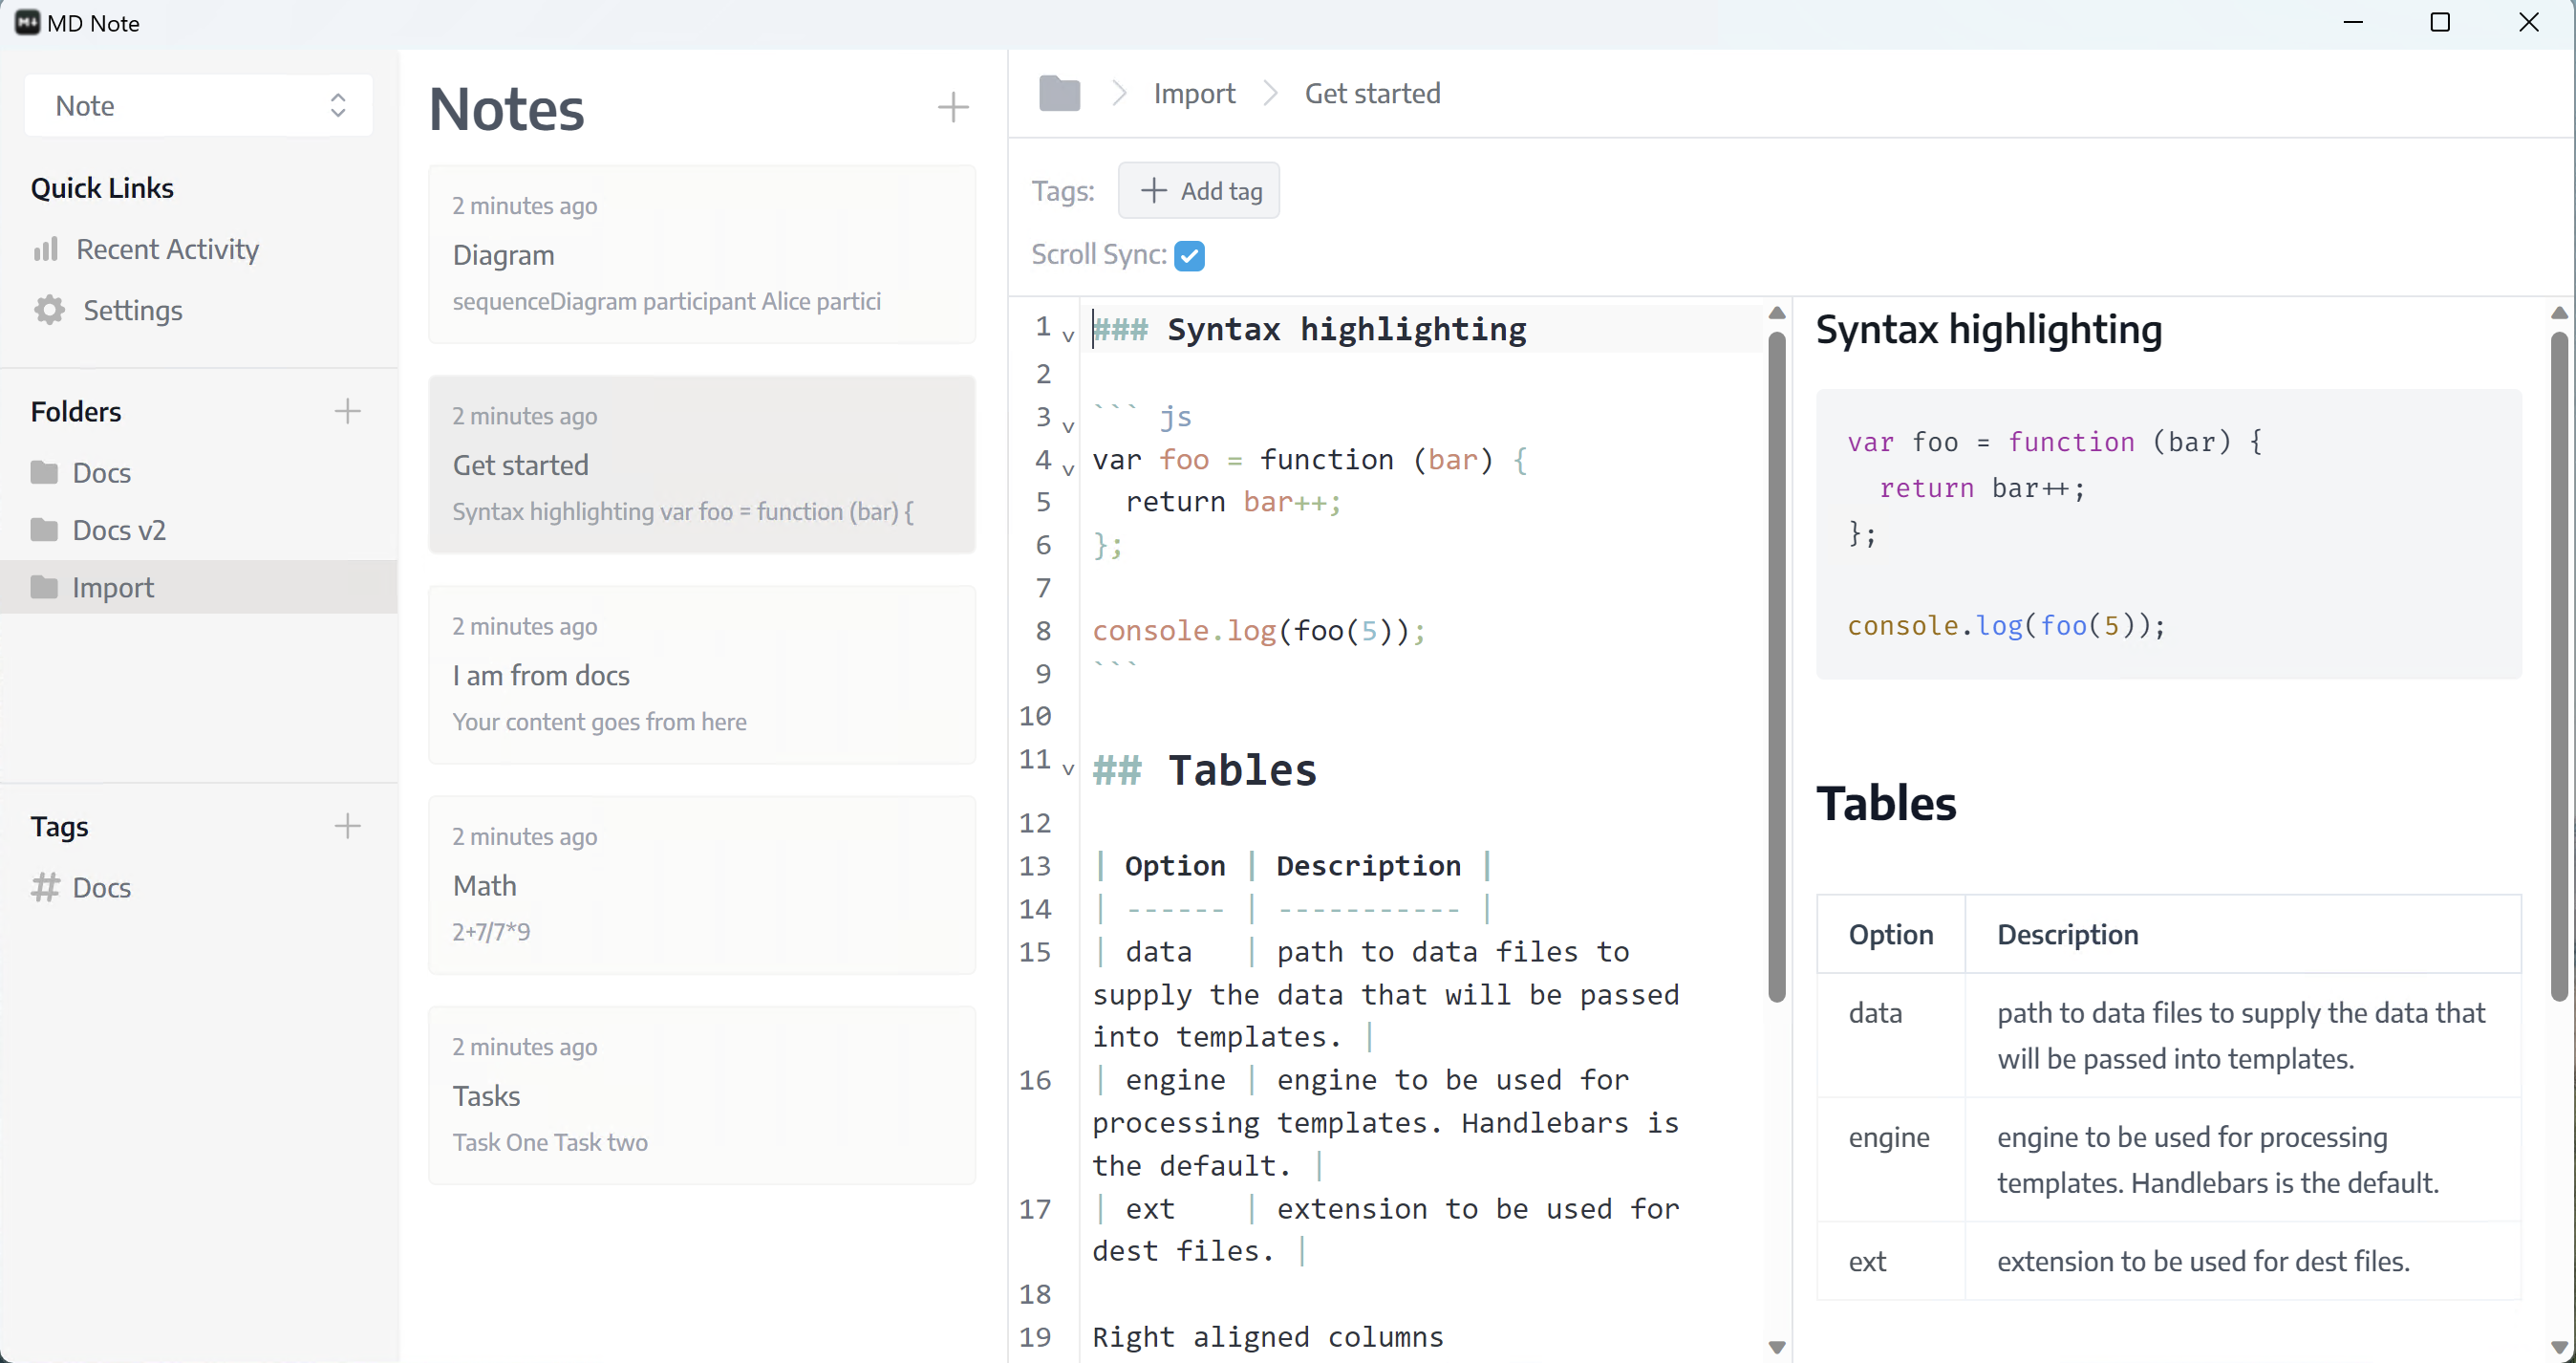 MD Note
Note
Quick Links
Recent Activity
Settings
Folders
Docs
Docs v2
Import
Tags
Docs
Notes
2 minutes ago
Diagram
sequenceDiagram participant Alice partici
2 minutes ago
Get started
Syntax highlighting var foo = function (bar) {
2 minutes ago
I am from docs
Your content goes from here
2 minutes ago
Math
2+7/7*9
2 minutes ago
Tasks
Task One Task two
Import
Get started
Tags:
Add tag
Scroll Sync:
1 ### Syntax highlighting
2
3 ``` js
4 var foo = function (bar) {
5 return bar++;
6 };
7
8 console.log(foo(5));
9 ```
10
11 ## Tables
12
13 | Option | Description |
14 | ------ | ----------- |
15 | data | path to data files to
supply the data that will be passed
into templates. |
16 | engine | engine to be used for
processing templates. Handlebars is
the default. |
17 | ext | extension to be used for
dest files. |
18
19 Right aligned columns
Syntax highlighting
var foo = function (bar) {
return bar++;
};
console.log(foo(5));
Tables
Option Description
data path to data files to supply the data that
will be passed into templates.
engine engine to be used for processing
templates. Handlebars is the default.
ext extension to be used for dest files.